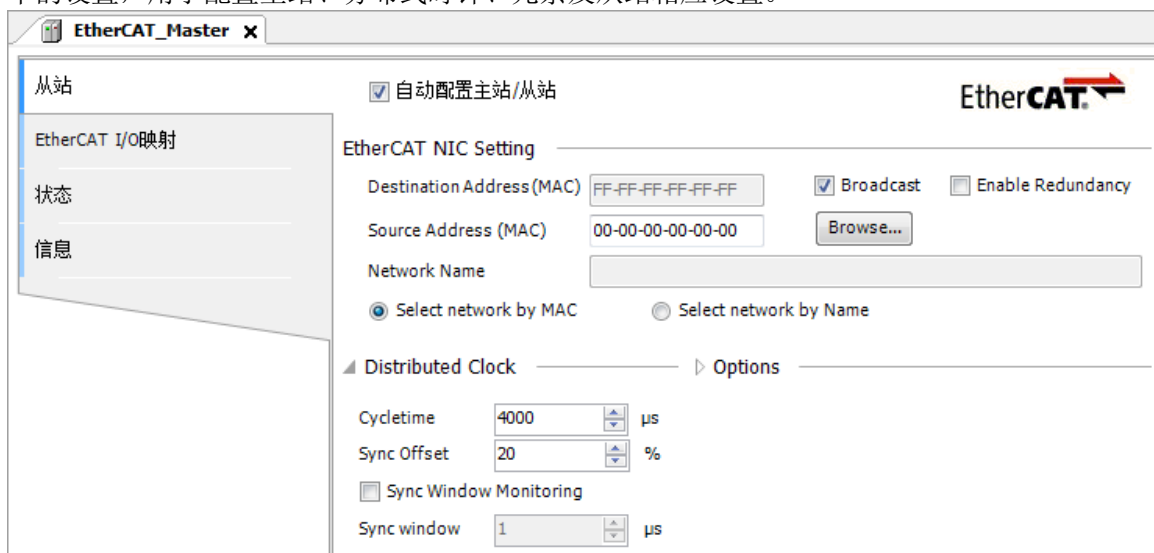 EtherCAT_Master x
从站
自动配置主站/从站
EtherCAT
EtherCAT I/O映射
状态
信息
EtherCAT NIC Setting
Destination Address (MAC) FF-FF-FF-FF-FF-FF Broadcast Enable Redundancy
Source Address (MAC) 00-00-00-00-00-00 Browse...
Network Name
Select network by MAC Select network by Name
Distributed Clock Options
Cycletime 4000 µs
Sync Offset 20 %
Sync Window Monitoring
Sync window 1 µs